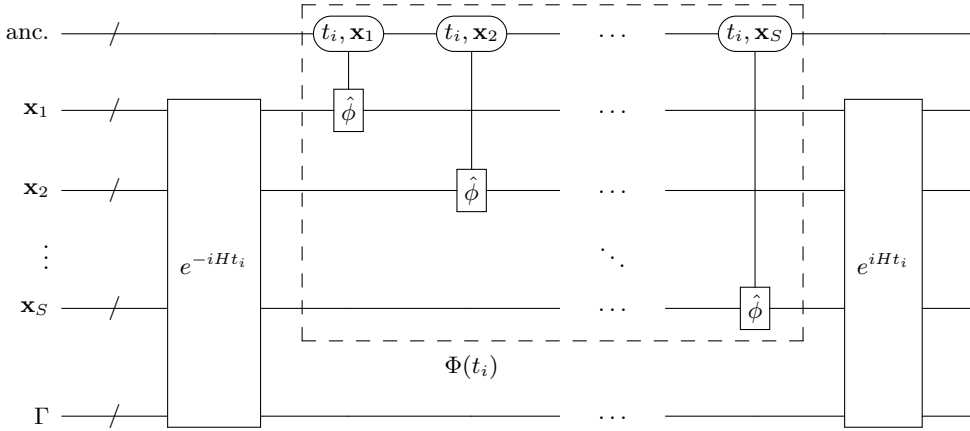 anc. t_i, x_1 t_i, x_2 ... t_i, x_S
x_1 φ̂ ...
x_2 φ̂ ...
⋮ e^{-iHt_i} ⋱ e^{iHt_i}
x_S ... φ̂
Φ(t_i)
Γ ...